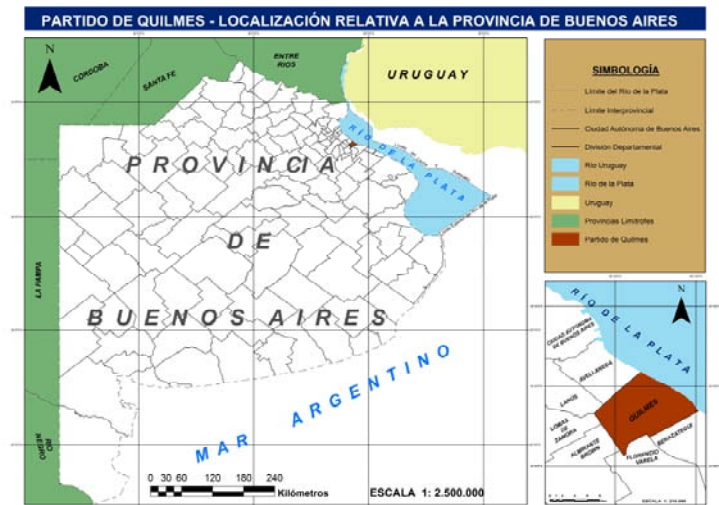 PARTIDO DE QUILMES - LOCALIZACIÓN RELATIVA A LA PROVINCIA DE BUENOS AIRES
N
CÓRDOBA
SANTA FE
ENTRE
RIOS
URUGUAY
RÍO DE LA PLATA
PROVINCIA
DE
BUENOS AIRES
LA PAMPA
RIO
NEGRO
MAR ARGENTINO
0 30 60 120 180 240
Kilómetros
ESCALA 1: 2.500.000
SIMBOLOGÍA
Límite del Río de la Plata
Límite Interprovincial
Ciudad Autónoma de Buenos Aires
División Departamental
Río Uruguay
Río de la Plata
Uruguay
Provincias Limítrofes
Partido de Quilmes
N
RÍO DE LA PLATA
CIUDAD AUTÓNOMA
DE BUENOS AIRES
AVELLANEDA
LANÚS
QUILMES
LOMAS
DE
ZAMORA
ALMIRANTE
BROWN
FLORENCIO
VARELA
BERAZATEGUI